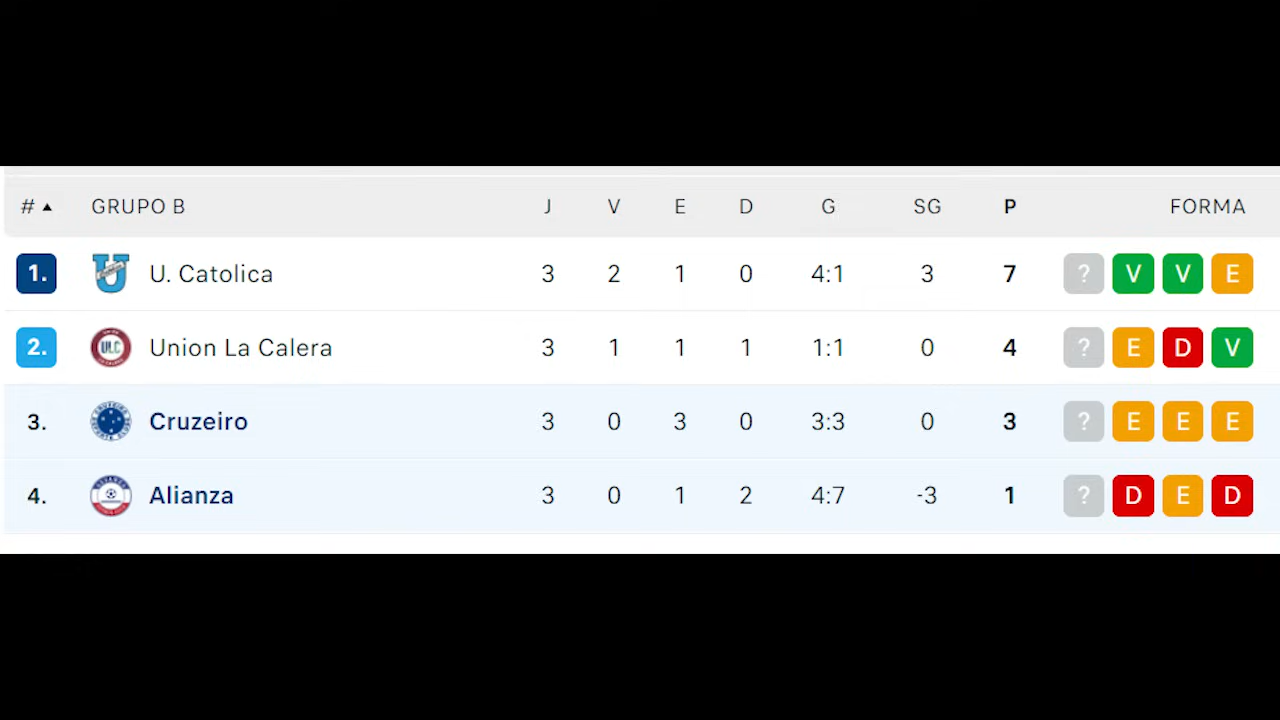 # ▲ GRUPO B J V E D G SG P FORMA
1. U. Catolica 3 2 1 0 4:1 3 7 ? V V E
2. ULC Union La Calera 3 1 1 1 1:1 0 4 ? E D V
3. Cruzeiro 3 0 3 0 3:3 0 3 ? E E E
4. Alianza 3 0 1 2 4:7 -3 1 ? D E D